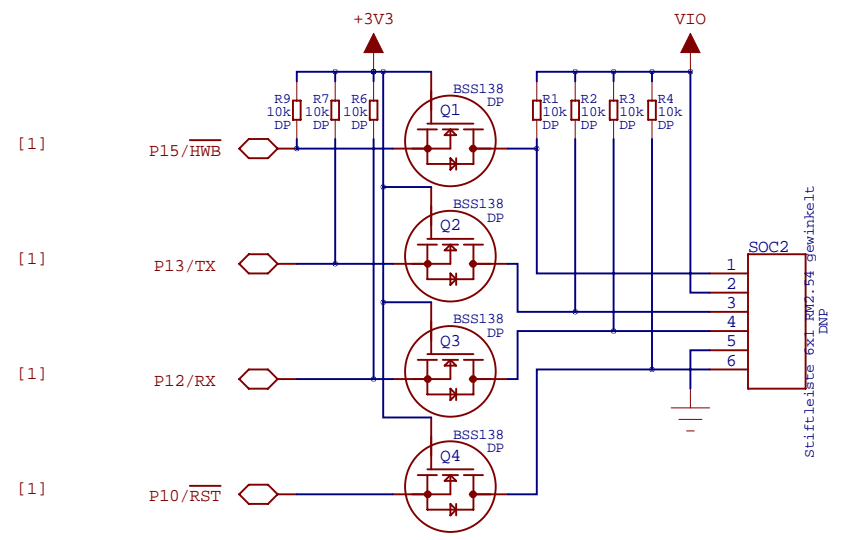 +3V3
VIO
R9
10k
DP
R7
10k
DP
R6
10k
DP
BSS138
DP
Q1
R1
10k
DP
R2
10k
DP
R3
10k
DP
R4
10k
DP
[1]
P15/HWB
BSS138
DP
Q2
[1]
P13/TX
SOC2
1
2
3
4
5
6
Stiftleiste 6x1 RM2.54 gewinkelt
DNP
BSS138
DP
Q3
[1]
P12/RX
BSS138
DP
Q4
[1]
P10/RST